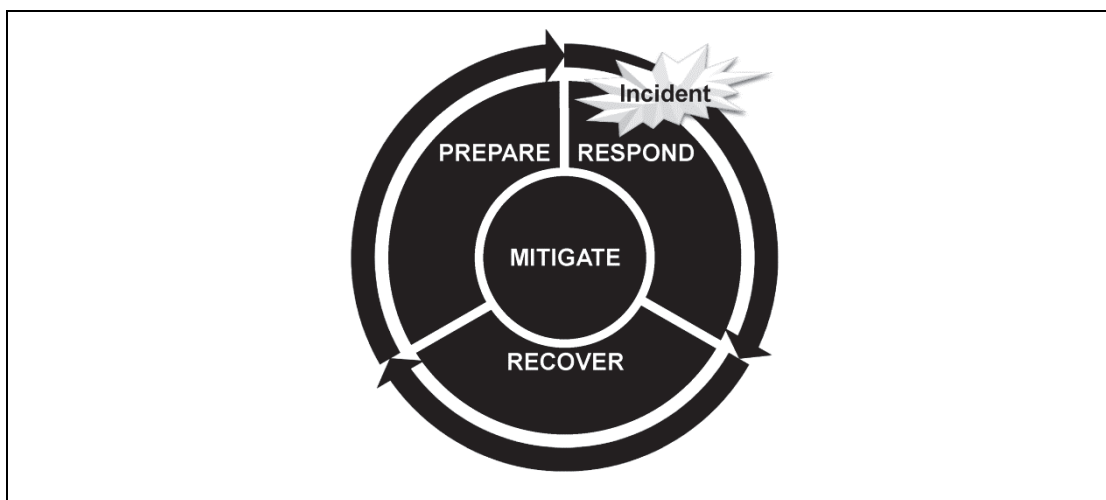 Incident
PREPARE
RESPOND
MITIGATE
RECOVER